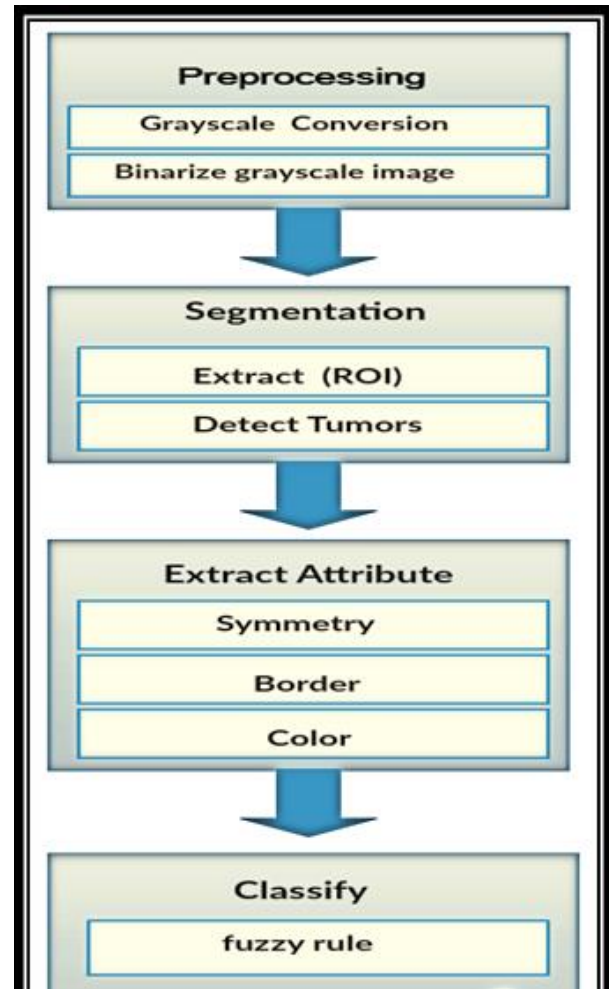 Preprocessing
Grayscale Conversion
Binarize grayscale image
Segmentation
Extract (ROI)
Detect Tumors
Extract Attribute
Symmetry
Border
Color
Classify
fuzzy rule